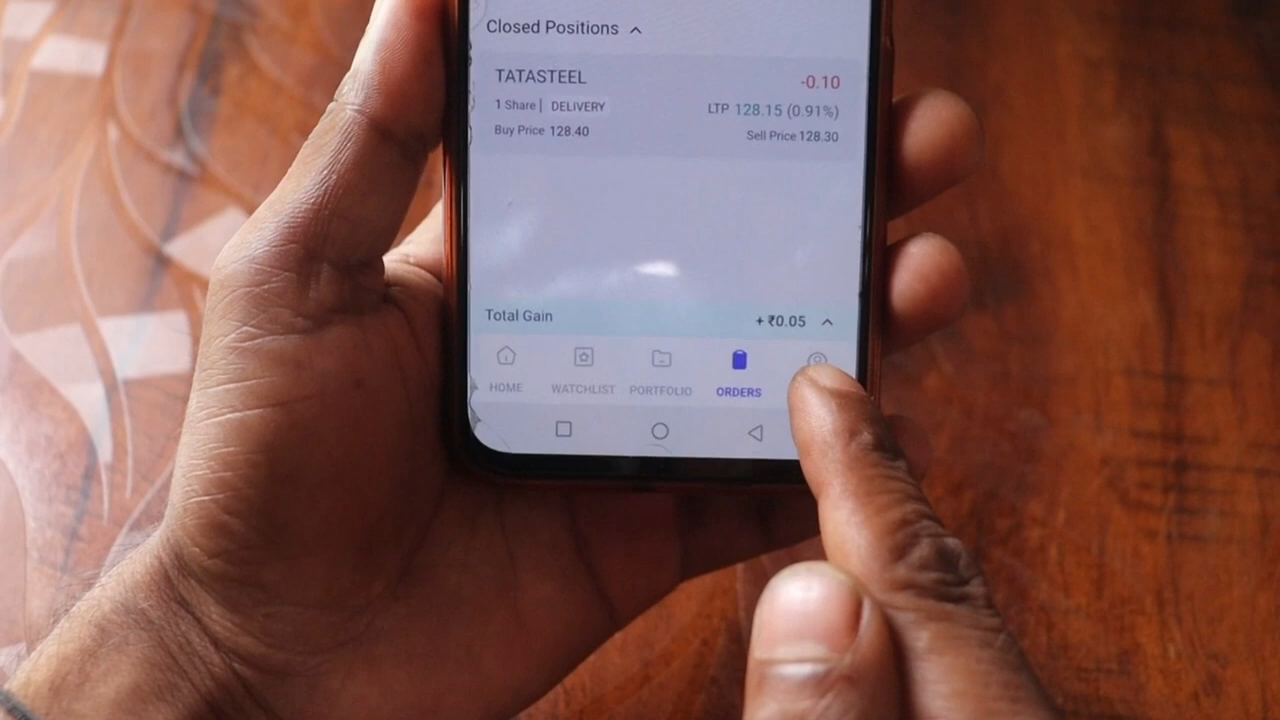 Closed Positions
TATASTEEL -0.10
1 Share | DELIVERY LTP 128.15 (0.91%)
Buy Price 128.40 Sell Price 128.30
Total Gain + ₹0.05
HOME WATCHLIST PORTFOLIO ORDERS